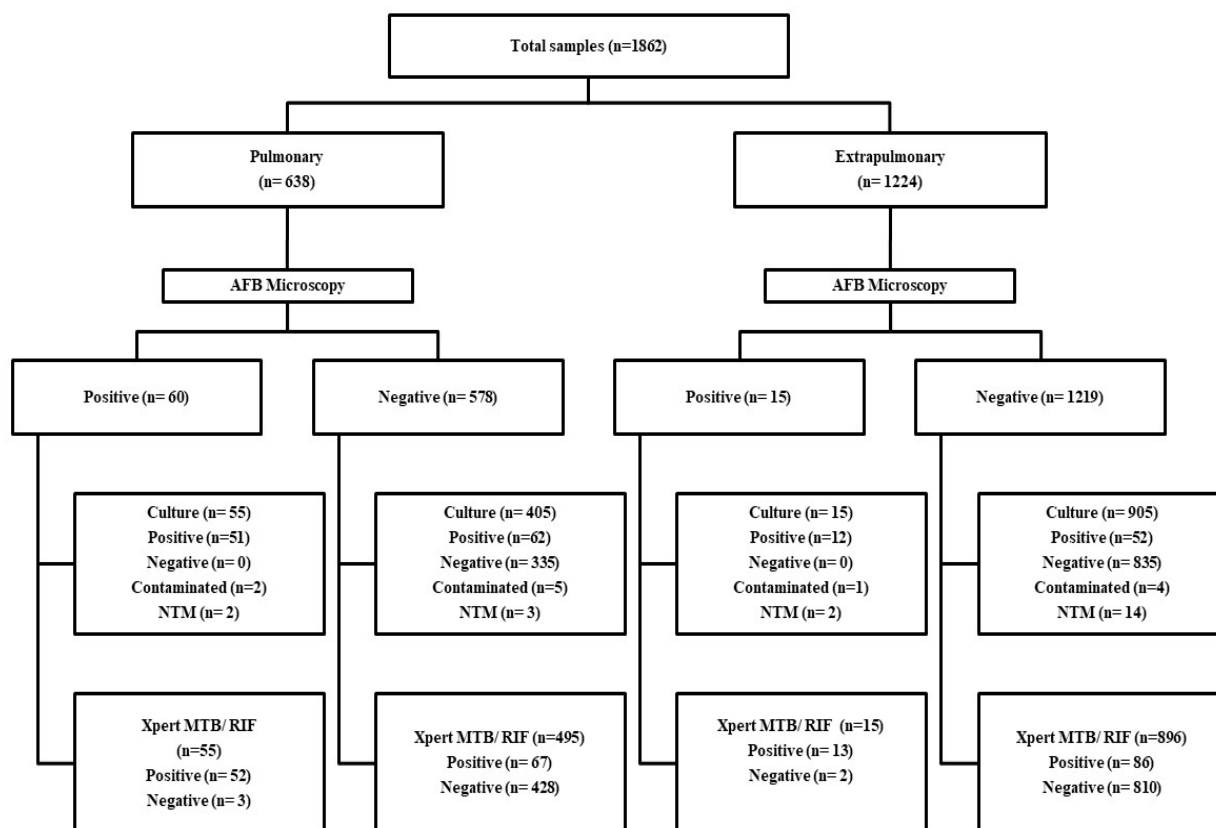 Total samples (n=1862)
Pulmonary
(n= 638)
Extrapulmonary
(n= 1224)
AFB Microscopy
AFB Microscopy
Positive (n= 60)
Negative (n= 578)
Positive (n= 15)
Negative (n= 1219)
Culture (n= 55)
Positive (n=51)
Negative (n= 0)
Contaminated (n=2)
NTM (n= 2)
Culture (n= 405)
Positive (n=62)
Negative (n= 335)
Contaminated (n=5)
NTM (n= 3)
Culture (n= 15)
Positive (n=12)
Negative (n= 0)
Contaminated (n=1)
NTM (n= 2)
Culture (n= 905)
Positive (n=52)
Negative (n= 835)
Contaminated (n=4)
NTM (n= 14)
Xpert MTB/ RIF
(n=55)
Positive (n= 52)
Negative (n= 3)
Xpert MTB/ RIF (n=495)
Positive (n= 67)
Negative (n= 428)
Xpert MTB/ RIF (n=15)
Positive (n= 13)
Negative (n= 2)
Xpert MTB/ RIF (n=896)
Positive (n= 86)
Negative (n= 810)